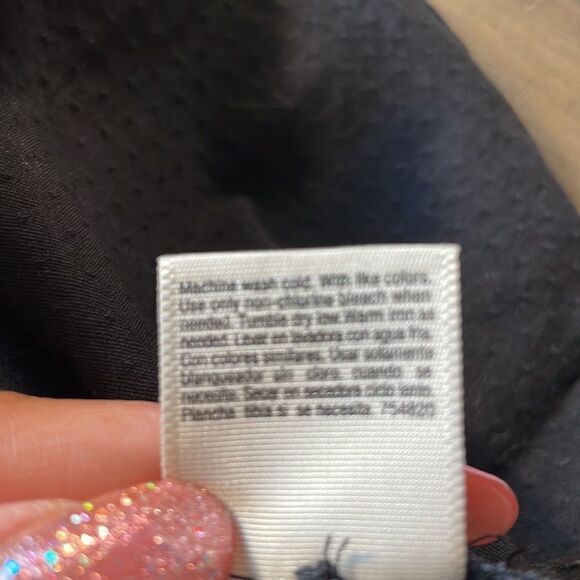 Machine wash cold. With like colors.
Use only non-chlorine bleach when
needed. Tumble dry low. Warm iron as
needed. Lavar en lavadora con agua fria.
Con colores similares. Usar solamente
blanqueador sin cloro, cuando se
necesite. Secar en secadora ciclo
Planche tibia si se necesita. 754820